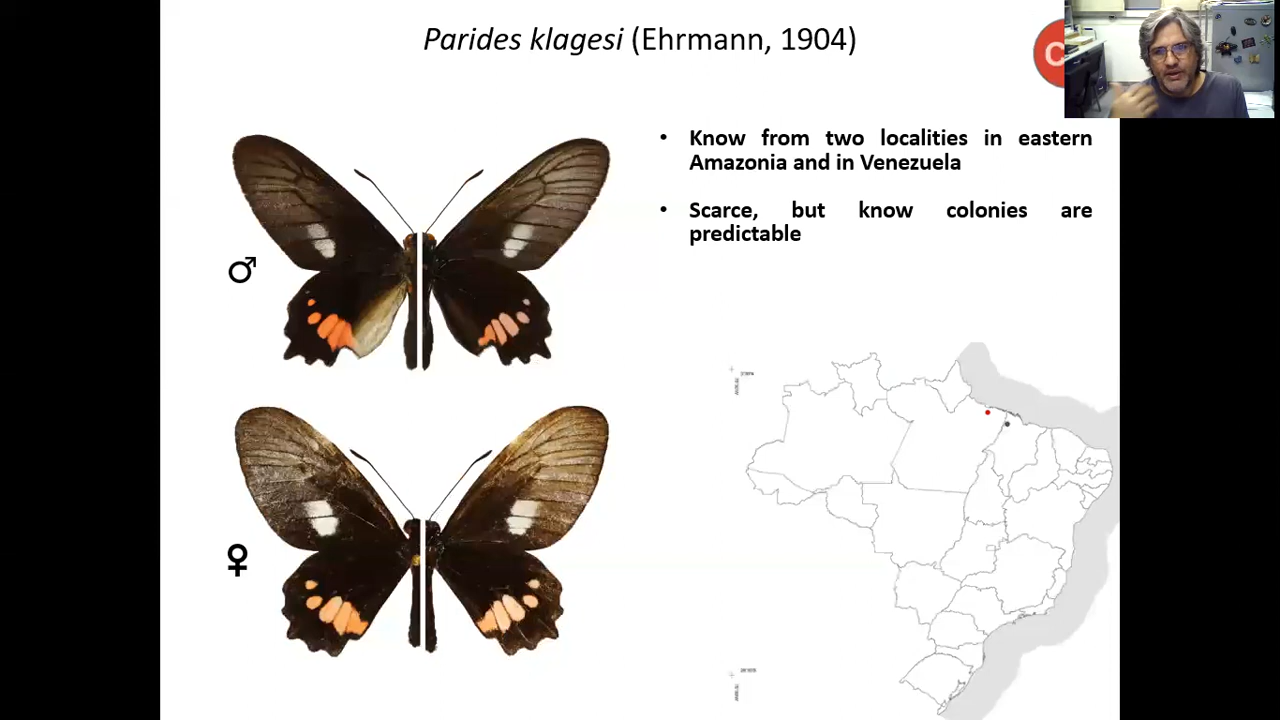 Parides klagesi (Ehrmann, 1904)
C
• Know from two localities in eastern
Amazonia and in Venezuela
• Scarce, but know colonies are
predictable
♂
♀